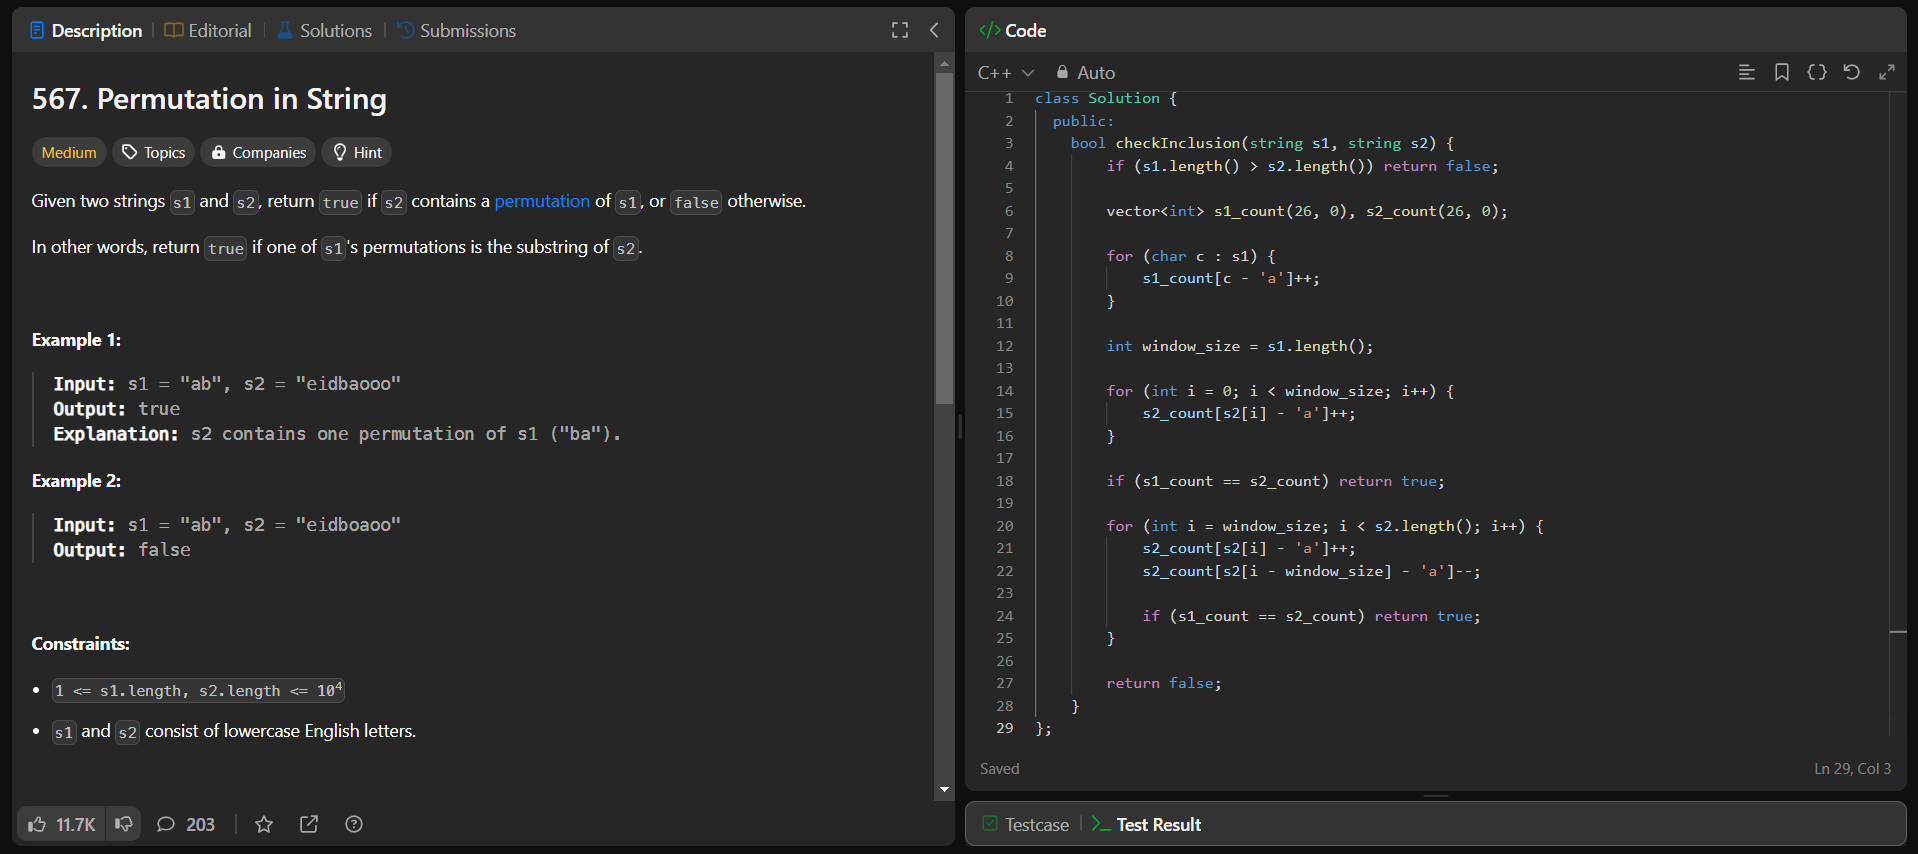 Description | Editorial | Solutions | Submissions
567. Permutation in String
Medium Topics Companies Hint
Given two strings s1 and s2, return true if s2 contains a permutation of s1, or false otherwise.
In other words, return true if one of s1's permutations is the substring of s2.
Example 1:
Input: s1 = "ab", s2 = "eidbaooo"
Output: true
Explanation: s2 contains one permutation of s1 ("ba").
Example 2:
Input: s1 = "ab", s2 = "eidboaoo"
Output: false
Constraints:
• 1 <= s1.length, s2.length <= 10⁴
• s1 and s2 consist of lowercase English letters.
11.7K 203
</> Code
C++ Auto
1 class Solution {
2   public:
3     bool checkInclusion(string s1, string s2) {
4         if (s1.length() > s2.length()) return false;
5
6         vector<int> s1_count(26, 0), s2_count(26, 0);
7
8         for (char c : s1) {
9             s1_count[c - 'a']++;
10         }
11
12         int window_size = s1.length();
13
14         for (int i = 0; i < window_size; i++) {
15             s2_count[s2[i] - 'a']++;
16         }
17
18         if (s1_count == s2_count) return true;
19
20         for (int i = window_size; i < s2.length(); i++) {
21             s2_count[s2[i] - 'a']++;
22             s2_count[s2[i - window_size] - 'a']--;
23
24             if (s1_count == s2_count) return true;
25         }
26
27         return false;
28     }
29 };
Saved Ln 29, Col 3
Testcase | Test Result